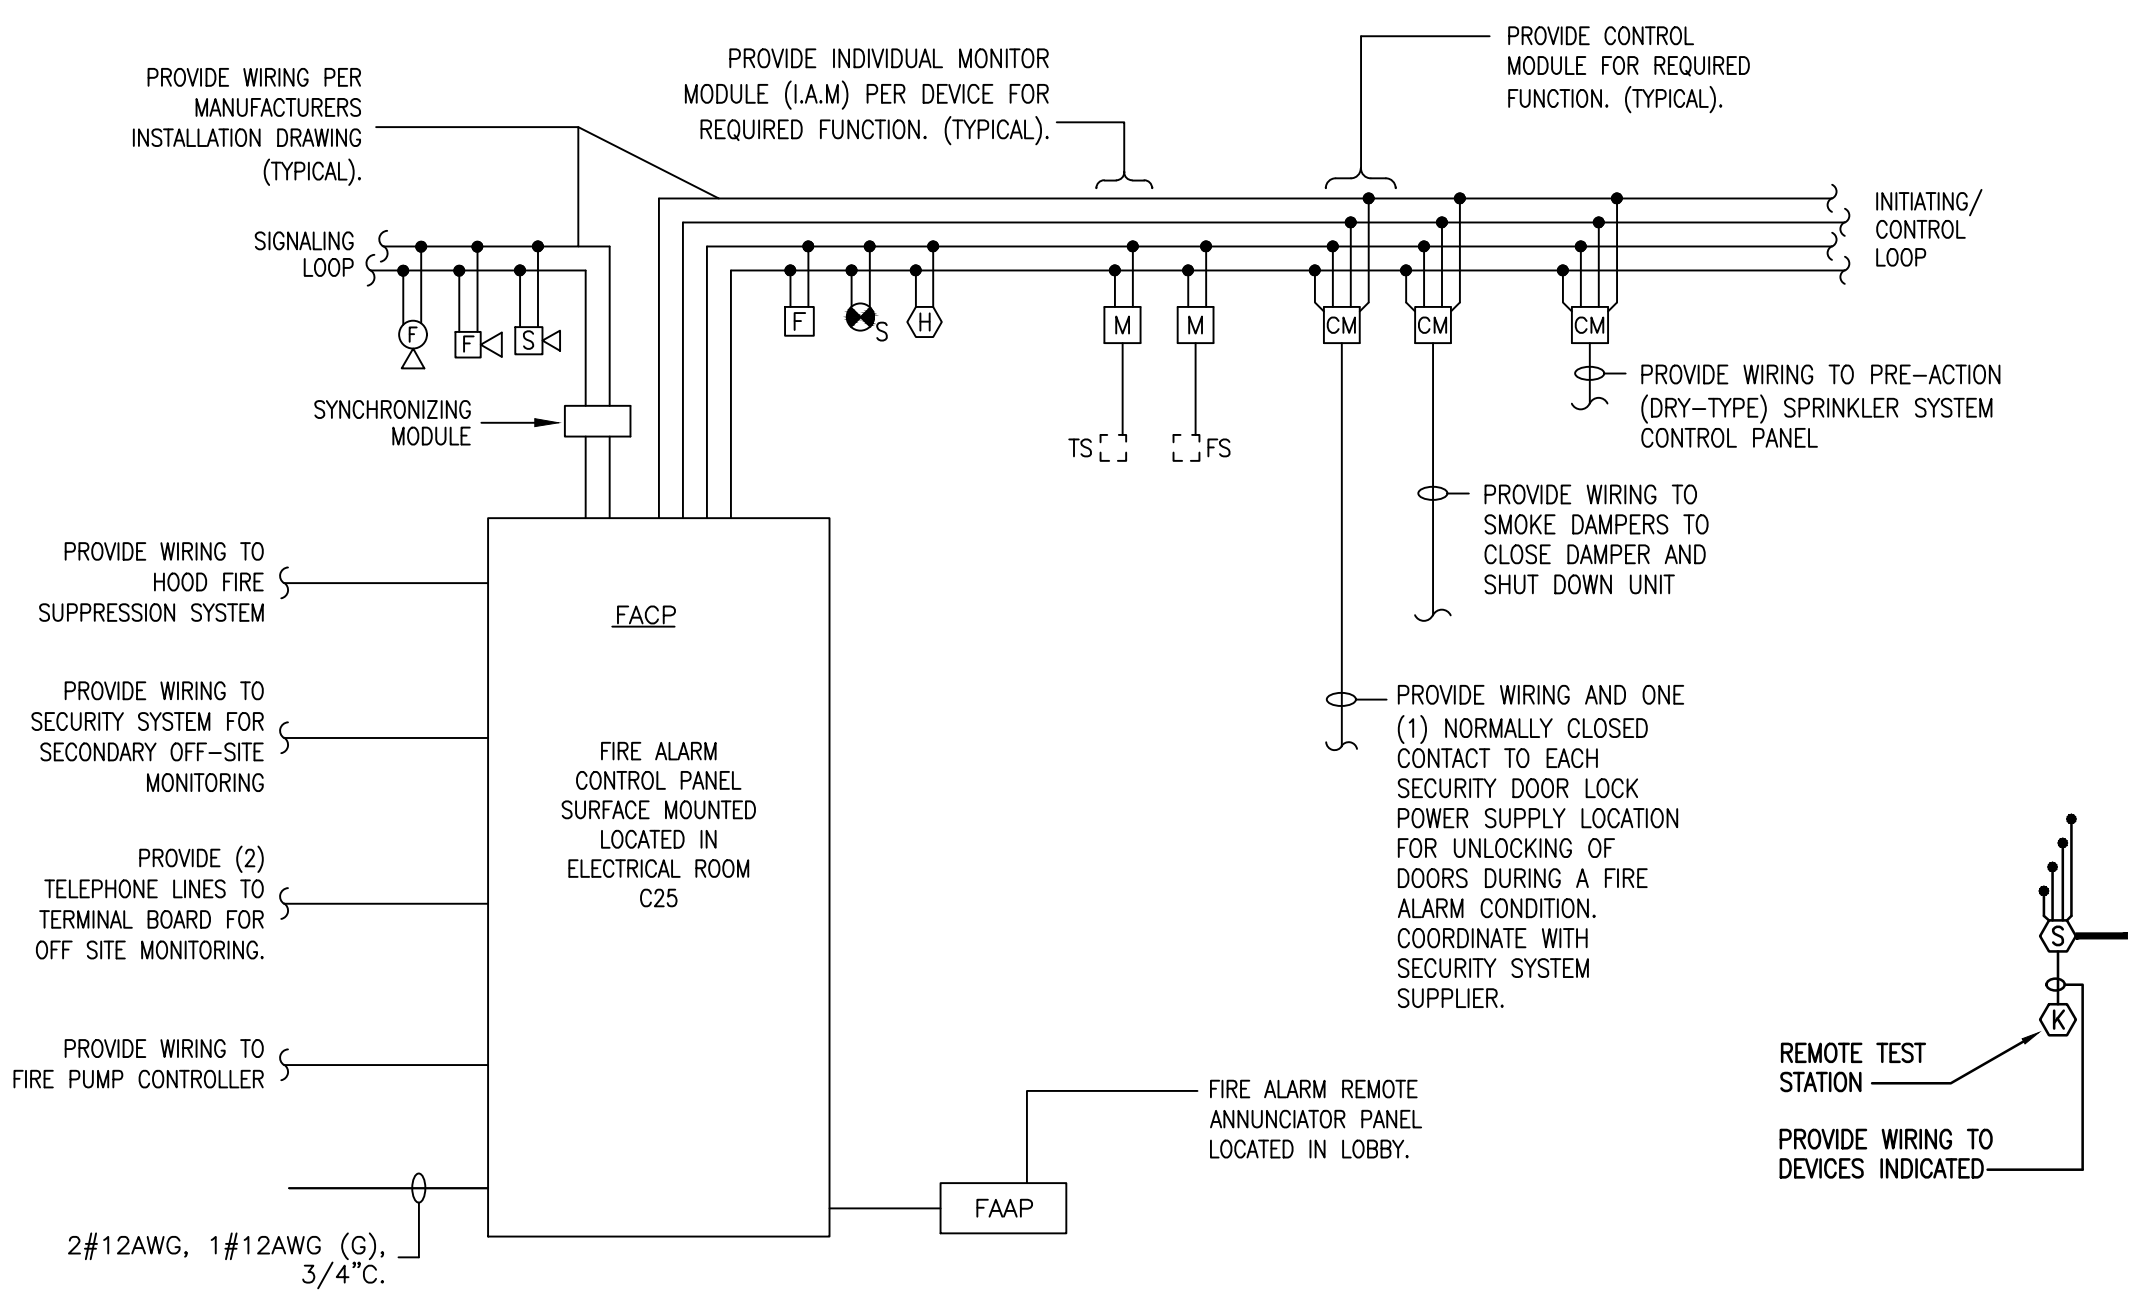 PROVIDE WIRING PER
MANUFACTURERS
INSTALLATION DRAWING
(TYPICAL).
PROVIDE INDIVIDUAL MONITOR
MODULE (I.A.M) PER DEVICE FOR
REQUIRED FUNCTION. (TYPICAL).
PROVIDE CONTROL
MODULE FOR REQUIRED
FUNCTION. (TYPICAL).
SIGNALING
LOOP
INITIATING/
CONTROL
LOOP
F
F
S
F
S
H
M
M
CM
CM
CM
SYNCHRONIZING
MODULE
TS
FS
PROVIDE WIRING TO PRE-ACTION
(DRY-TYPE) SPRINKLER SYSTEM
CONTROL PANEL
PROVIDE WIRING TO
SMOKE DAMPERS TO
CLOSE DAMPER AND
SHUT DOWN UNIT
PROVIDE WIRING TO
HOOD FIRE
SUPPRESSION SYSTEM
FACP
PROVIDE WIRING TO
SECURITY SYSTEM FOR
SECONDARY OFF-SITE
MONITORING
FIRE ALARM
CONTROL PANEL
SURFACE MOUNTED
LOCATED IN
ELECTRICAL ROOM
C25
PROVIDE WIRING AND ONE
(1) NORMALLY CLOSED
CONTACT TO EACH
SECURITY DOOR LOCK
POWER SUPPLY LOCATION
FOR UNLOCKING OF
DOORS DURING A FIRE
ALARM CONDITION.
COORDINATE WITH
SECURITY SYSTEM
SUPPLIER.
PROVIDE (2)
TELEPHONE LINES TO
TERMINAL BOARD FOR
OFF SITE MONITORING.
PROVIDE WIRING TO
FIRE PUMP CONTROLLER
S
K
REMOTE TEST
STATION
PROVIDE WIRING TO
DEVICES INDICATED
FIRE ALARM REMOTE
ANNUNCIATOR PANEL
LOCATED IN LOBBY.
FAAP
2#12AWG, 1#12AWG (G),
3/4"C.